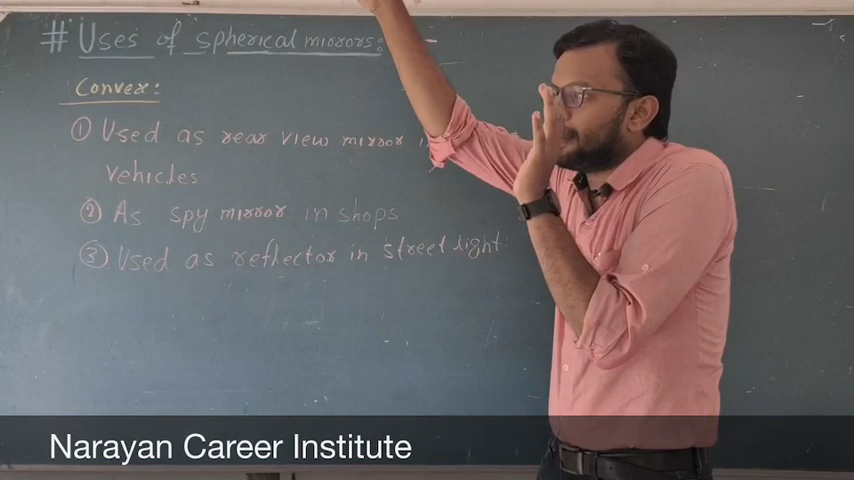 # Uses of spherical mirrors:
Convex:
① Used as rear view mirror
vehicles
② As spy mirror in shops
③ Used as reflector in street light.
Narayan Career Institute